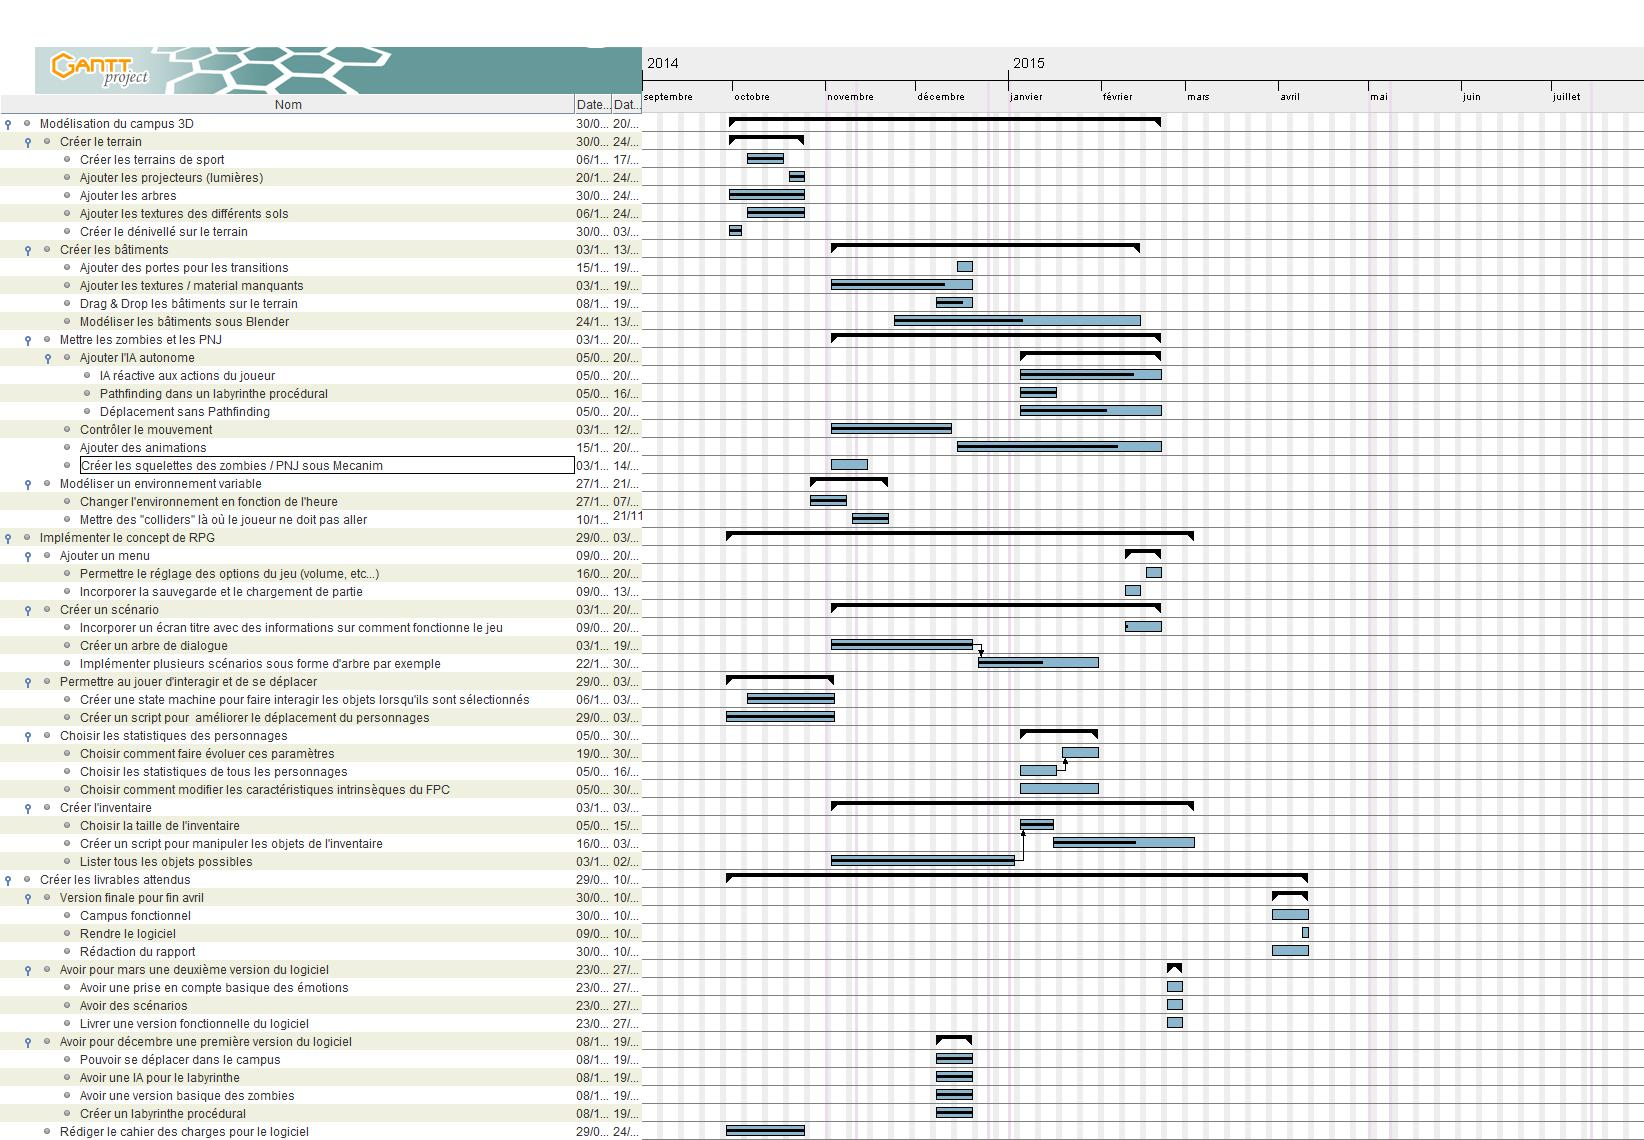 GANTT project
2014 2015
septembre octobre novembre décembre janvier février mars avril mai juin juillet
Nom Date... Dat...
Modélisation du campus 3D 30/0... 20/...
Créer le terrain 30/0... 24/...
Créer les terrains de sport 06/1... 17/...
Ajouter les projecteurs (lumières) 20/1... 24/...
Ajouter les arbres 30/0... 24/...
Ajouter les textures des différents sols 06/1... 24/...
Créer le dénivellé sur le terrain 30/0... 03/...
Créer les bâtiments 03/1... 13/...
Ajouter des portes pour les transitions 15/1... 19/...
Ajouter les textures / material manquants 03/1... 19/...
Drag & Drop les bâtiments sur le terrain 08/1... 19/...
Modéliser les bâtiments sous Blender 24/1... 13/...
Mettre les zombies et les PNJ 03/1... 20/...
Ajouter l'IA autonome 05/0... 20/...
IA réactive aux actions du joueur 05/0... 20/...
Pathfinding dans un labyrinthe procédural 05/0... 16/...
Déplacement sans Pathfinding 05/0... 20/...
Contrôler le mouvement 03/1... 12/...
Ajouter des animations 15/1... 20/...
Créer les squelettes des zombies / PNJ sous Mecanim 03/1... 14/...
Modéliser un environnement variable 27/1... 21/...
Changer l'environnement en fonction de l'heure 27/1... 07/...
Mettre des "colliders" là où le joueur ne doit pas aller 10/1... 21/11
Implémenter le concept de RPG 29/0... 03/...
Ajouter un menu 09/0... 20/...
Permettre le réglage des options du jeu (volume, etc...) 16/0... 20/...
Incorporer la sauvegarde et le chargement de partie 09/0... 13/...
Créer un scénario 03/1... 20/...
Incorporer un écran titre avec des informations sur comment fonctionne le jeu 09/0... 20/...
Créer un arbre de dialogue 03/1... 19/...
Implémenter plusieurs scénarios sous forme d'arbre par exemple 22/1... 30/...
Permettre au jouer d'interagir et de se déplacer 29/0... 03/...
Créer une state machine pour faire interagir les objets lorsqu'ils sont sélectionnés 06/1... 03/...
Créer un script pour améliorer le déplacement du personnages 29/0... 03/...
Choisir les statistiques des personnages 05/0... 30/...
Choisir comment faire évoluer ces paramètres 19/0... 30/...
Choisir les statistiques de tous les personnages 05/0... 16/...
Choisir comment modifier les caractéristiques intrinsèques du FPC 05/0... 30/...
Créer l'inventaire 03/1... 03/...
Choisir la taille de l'inventaire 05/0... 15/...
Créer un script pour manipuler les objets de l'inventaire 16/0... 03/...
Lister tous les objets possibles 03/1... 02/...
Créer les livrables attendus 29/0... 10/...
Version finale pour fin avril 30/0... 10/...
Campus fonctionnel 30/0... 10/...
Rendre le logiciel 09/0... 10/...
Rédaction du rapport 30/0... 10/...
Avoir pour mars une deuxième version du logiciel 23/0... 27/...
Avoir une prise en compte basique des émotions 23/0... 27/...
Avoir des scénarios 23/0... 27/...
Livrer une version fonctionnelle du logiciel 23/0... 27/...
Avoir pour décembre une première version du logiciel 08/1... 19/...
Pouvoir se déplacer dans le campus 08/1... 19/...
Avoir une IA pour le labyrinthe 08/1... 19/...
Avoir une version basique des zombies 08/1... 19/...
Créer un labyrinthe procédural 08/1... 19/...
Rédiger le cahier des charges pour le logiciel 29/0... 24/...